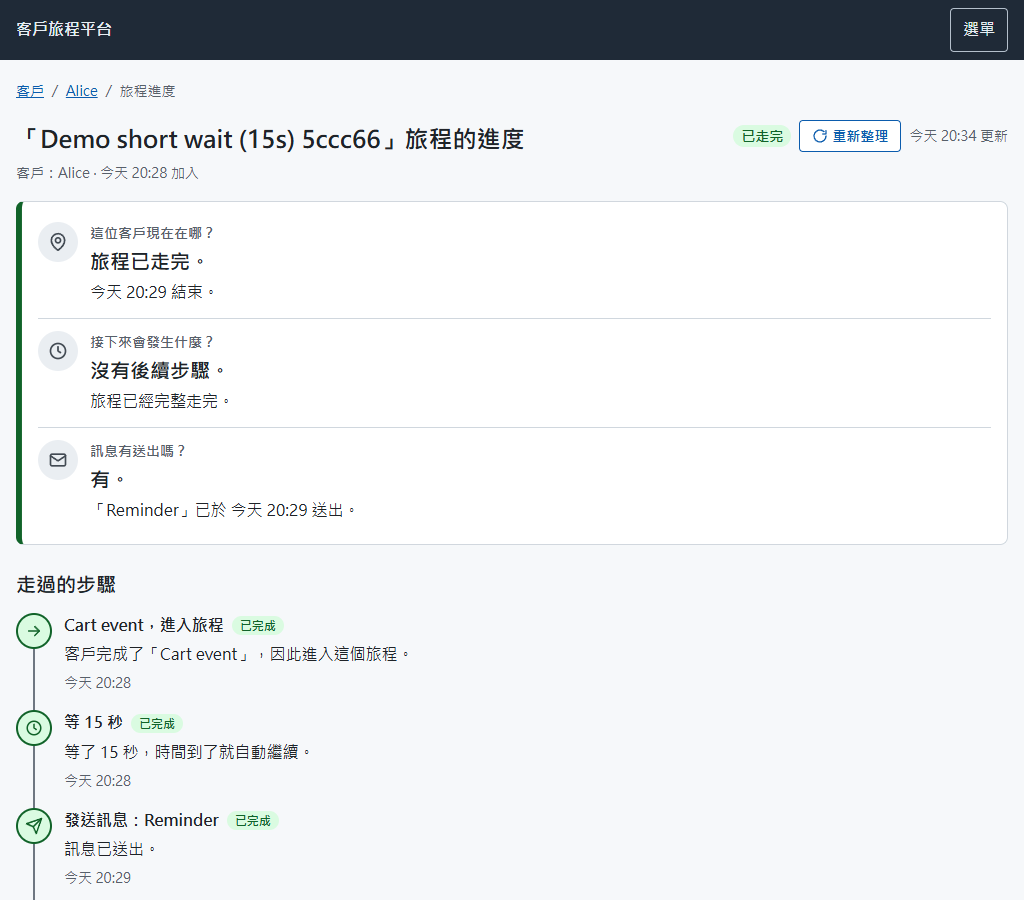 客戶旅程平台
選單
客戶 / Alice / 旅程進度
「Demo short wait (15s) 5ccc66」旅程的進度
已走完
重新整理
今天 20:34 更新
客戶：Alice · 今天 20:28 加入
這位客戶現在在哪？
旅程已走完。
今天 20:29 結束。
接下來會發生什麼？
沒有後續步驟。
旅程已經完整走完。
訊息有送出嗎？
有。
「Reminder」已於 今天 20:29 送出。
走過的步驟
Cart event，進入旅程 已完成
客戶完成了「Cart event」，因此進入這個旅程。
今天 20:28
等 15 秒 已完成
等了 15 秒，時間到了就自動繼續。
今天 20:28
發送訊息：Reminder 已完成
訊息已送出。
今天 20:29